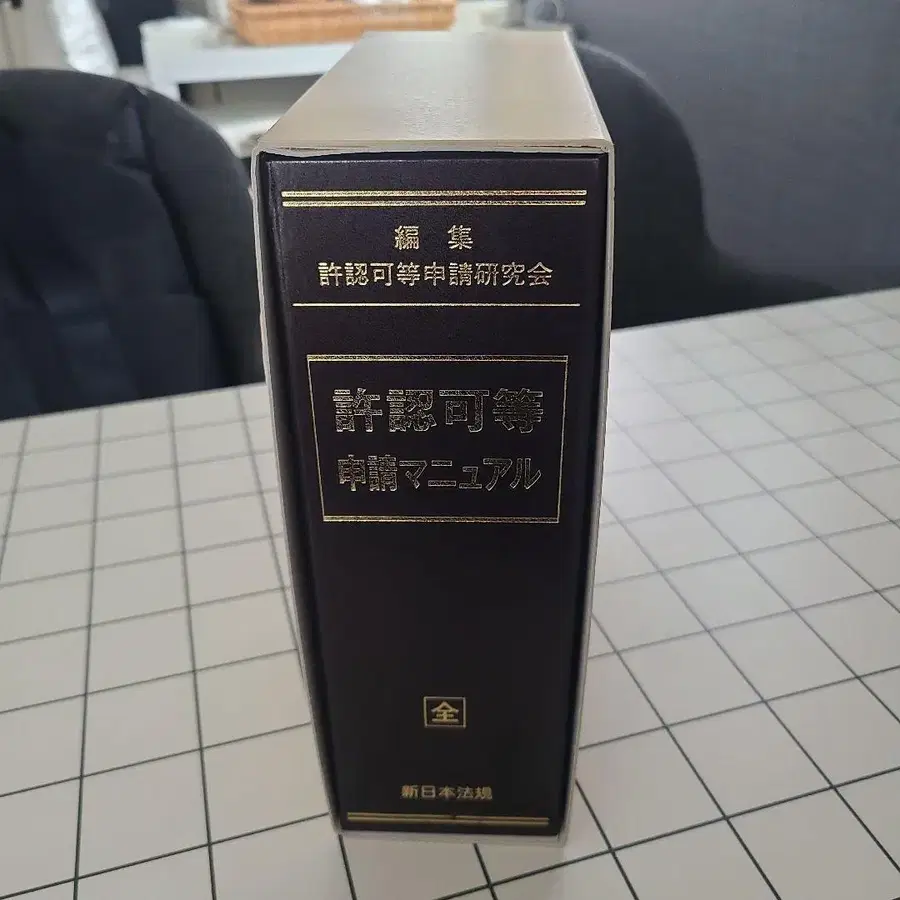 編集
許認可等申請研究会
許認可等
申請マニュアル
全
新日本法規